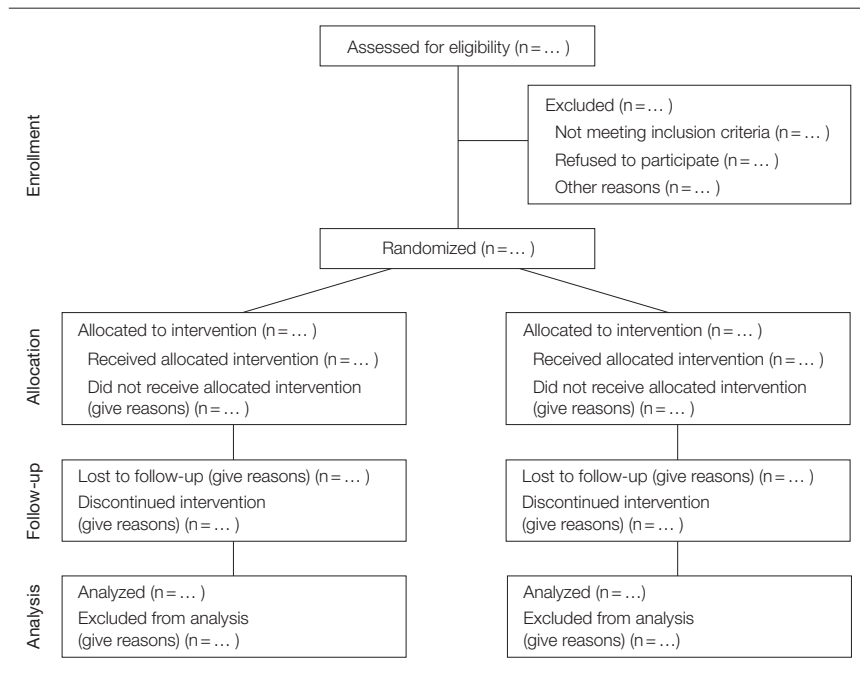 Assessed for eligibility (n = … )
Enrollment
Excluded (n = … )
Not meeting inclusion criteria (n = … )
Refused to participate (n = … )
Other reasons (n = … )
Randomized (n = … )
Allocation
Allocated to intervention (n = … )
Received allocated intervention (n = … )
Did not receive allocated intervention
(give reasons) (n = … )
Allocated to intervention (n = … )
Received allocated intervention (n = … )
Did not receive allocated intervention
(give reasons) (n = … )
Follow-up
Lost to follow-up (give reasons) (n = … )
Discontinued intervention
(give reasons) (n = … )
Lost to follow-up (give reasons) (n = … )
Discontinued intervention
(give reasons) (n = … )
Analysis
Analyzed (n = … )
Excluded from analysis
(give reasons) (n = … )
Analyzed (n = …)
Excluded from analysis
(give reasons) (n = …)